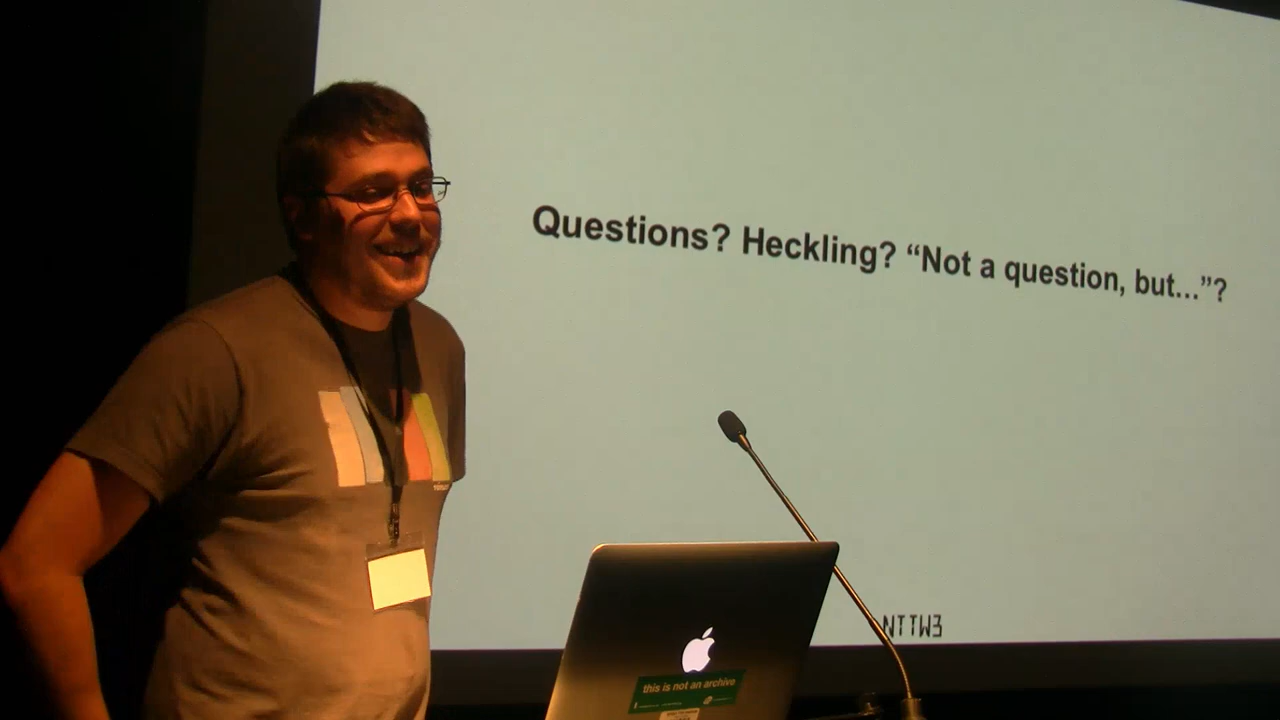 Questions? Heckling? “Not a question, but...”?
NTTW3
this is not an archive